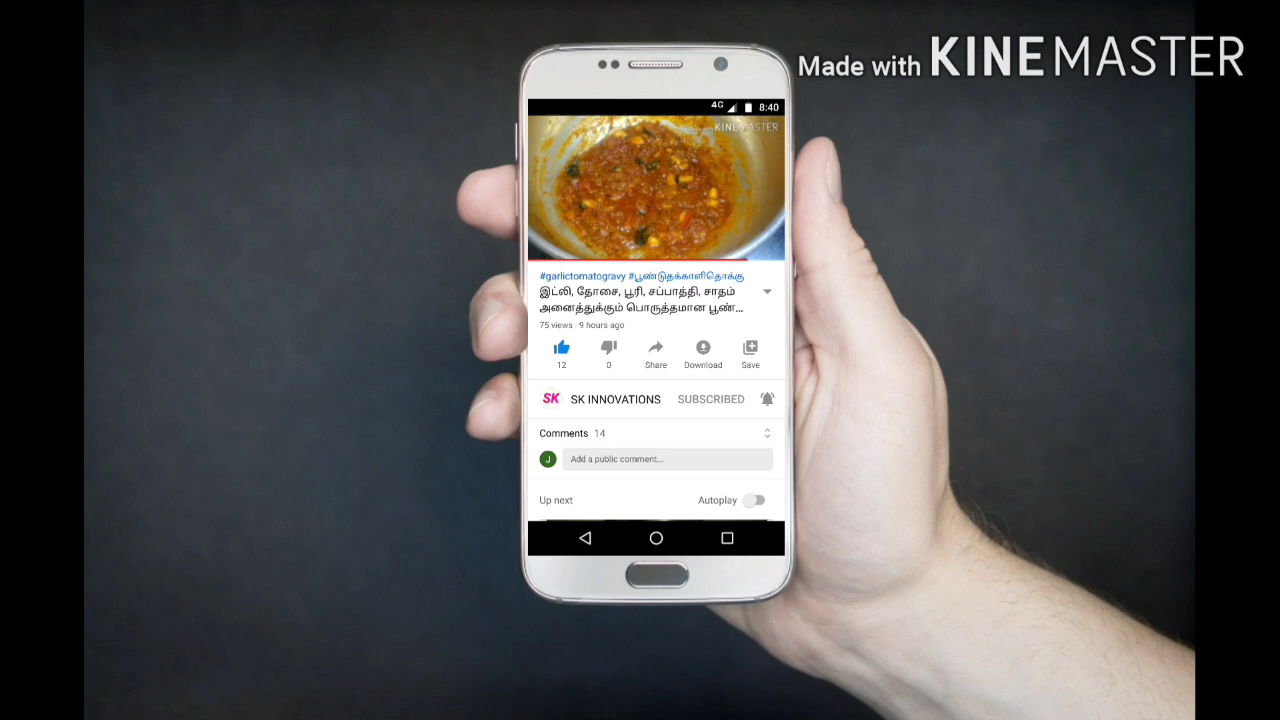 Made with KINEMASTER
4G 8:40
KINEMASTER
#garlictomatogravy #பூண்டுதக்காளிதொக்கு
இட்லி, தோசை, பூரி, சப்பாத்தி, சாதம்
அனைத்துக்கும் பொருத்தமான பூண்...
75 views · 9 hours ago
12 0 Share Download Save
SK SK INNOVATIONS SUBSCRIBED
Comments 14
J Add a public comment...
Up next Autoplay